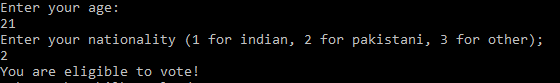 Enter your age:
21
Enter your nationality (1 for indian, 2 for pakistani, 3 for other);
2
You are eligible to vote!